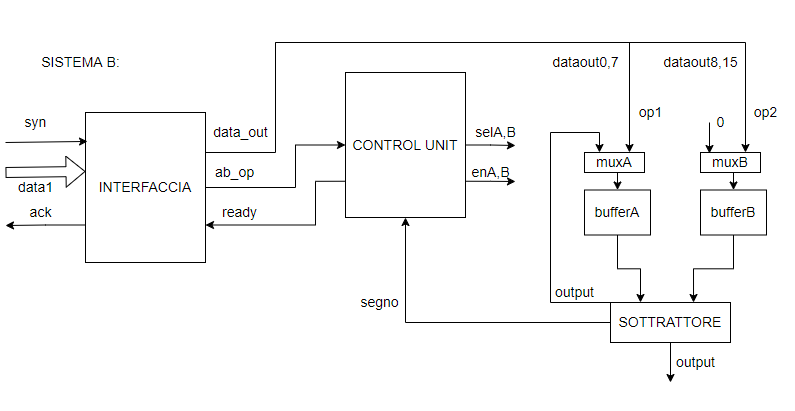 SISTEMA B:
dataout0,7
dataout8,15
syn
data_out
selA,B
op1
op2
0
CONTROL UNIT
muxA
muxB
data1
INTERFACCIA
ab_op
enA,B
ack
ready
bufferA
bufferB
segno
output
SOTTRATTORE
output